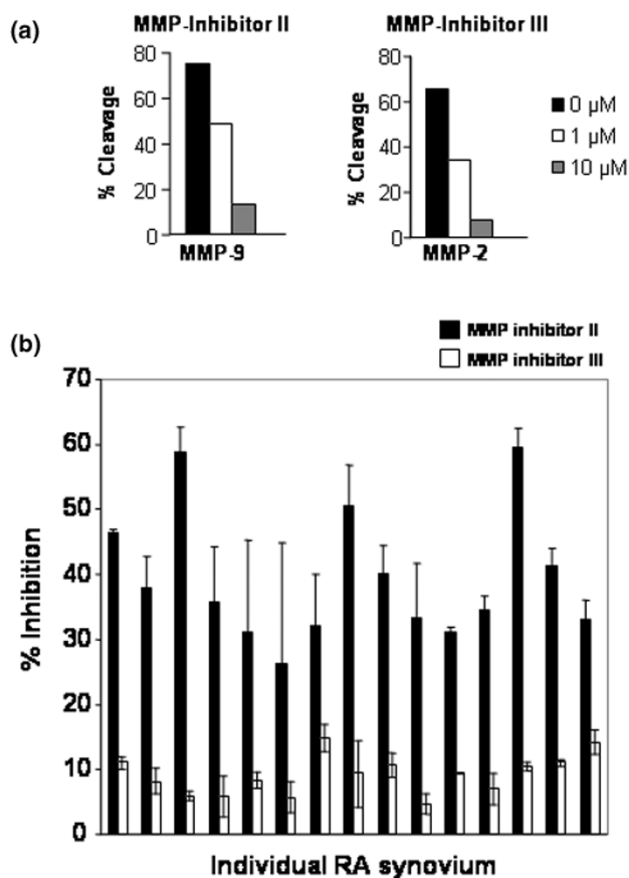 (a)
MMP-Inhibitor II
MMP-Inhibitor III
% Cleavage
80
60
40
20
0
MMP-9
% Cleavage
80
60
40
20
0
MMP-2
0 µM
1 µM
10 µM
(b)
MMP inhibitor II
MMP inhibitor III
% Inhibition
70
60
50
40
30
20
10
0
Individual RA synovium